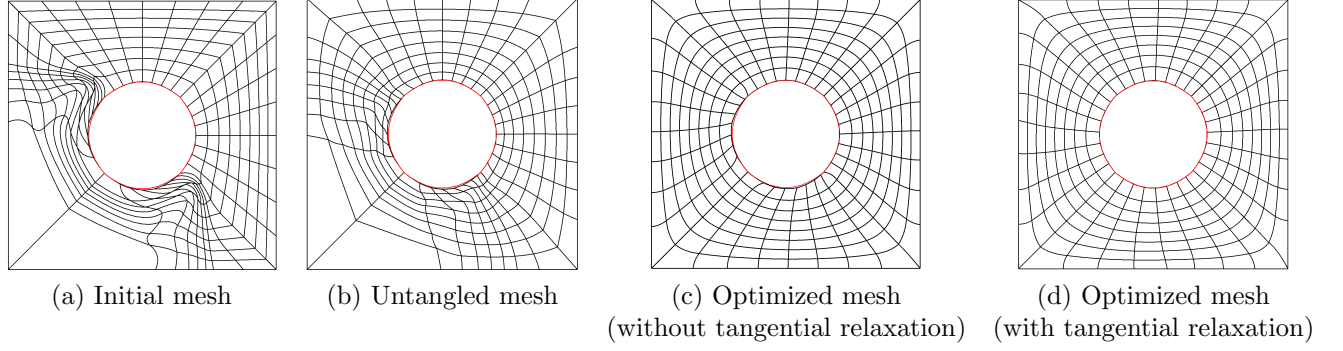 (a) Initial mesh
(b) Untangled mesh
(c) Optimized mesh
(without tangential relaxation)
(d) Optimized mesh
(with tangential relaxation)